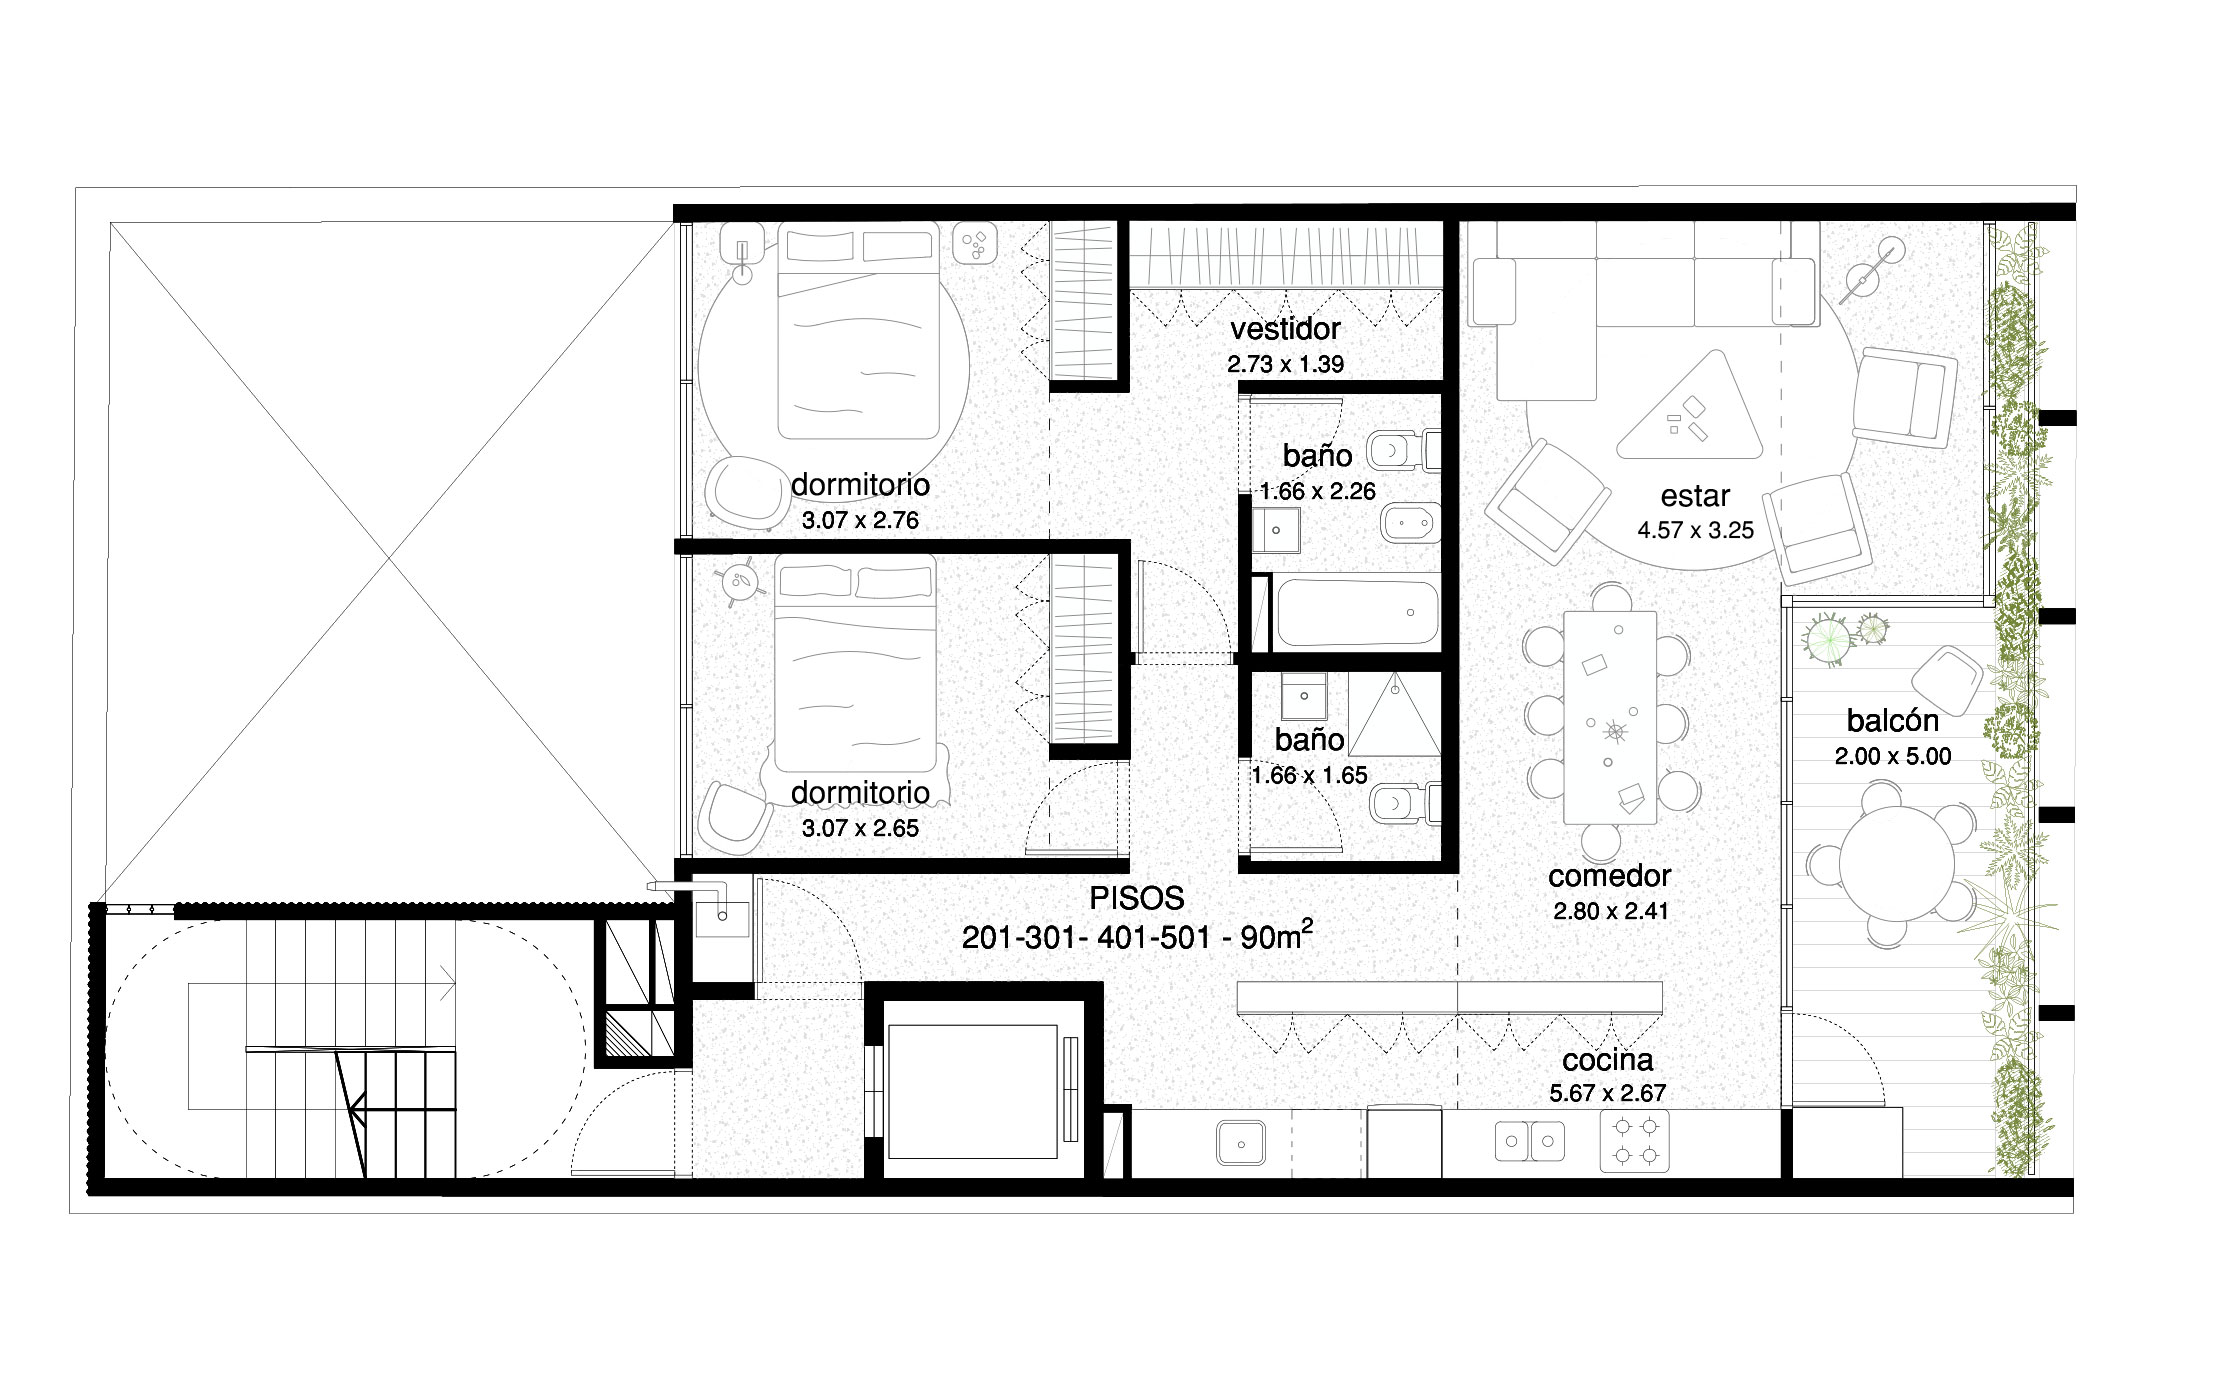 vestidor
2.73 x 1.39
baño
1.66 x 2.26
dormitorio
3.07 x 2.76
estar
4.57 x 3.25
baño
1.66 x 1.65
balcón
2.00 x 5.00
dormitorio
3.07 x 2.65
comedor
2.80 x 2.41
PISOS
201-301- 401-501 - 90m²
cocina
5.67 x 2.67